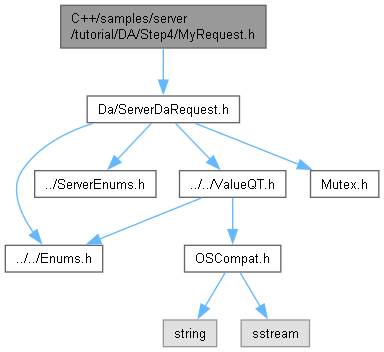 C++/samples/server
/tutorial/DA/Step4/MyRequest.h
Da/ServerDaRequest.h
../ServerEnums.h
../../ValueQT.h
Mutex.h
../../Enums.h
OSCompat.h
string
sstream